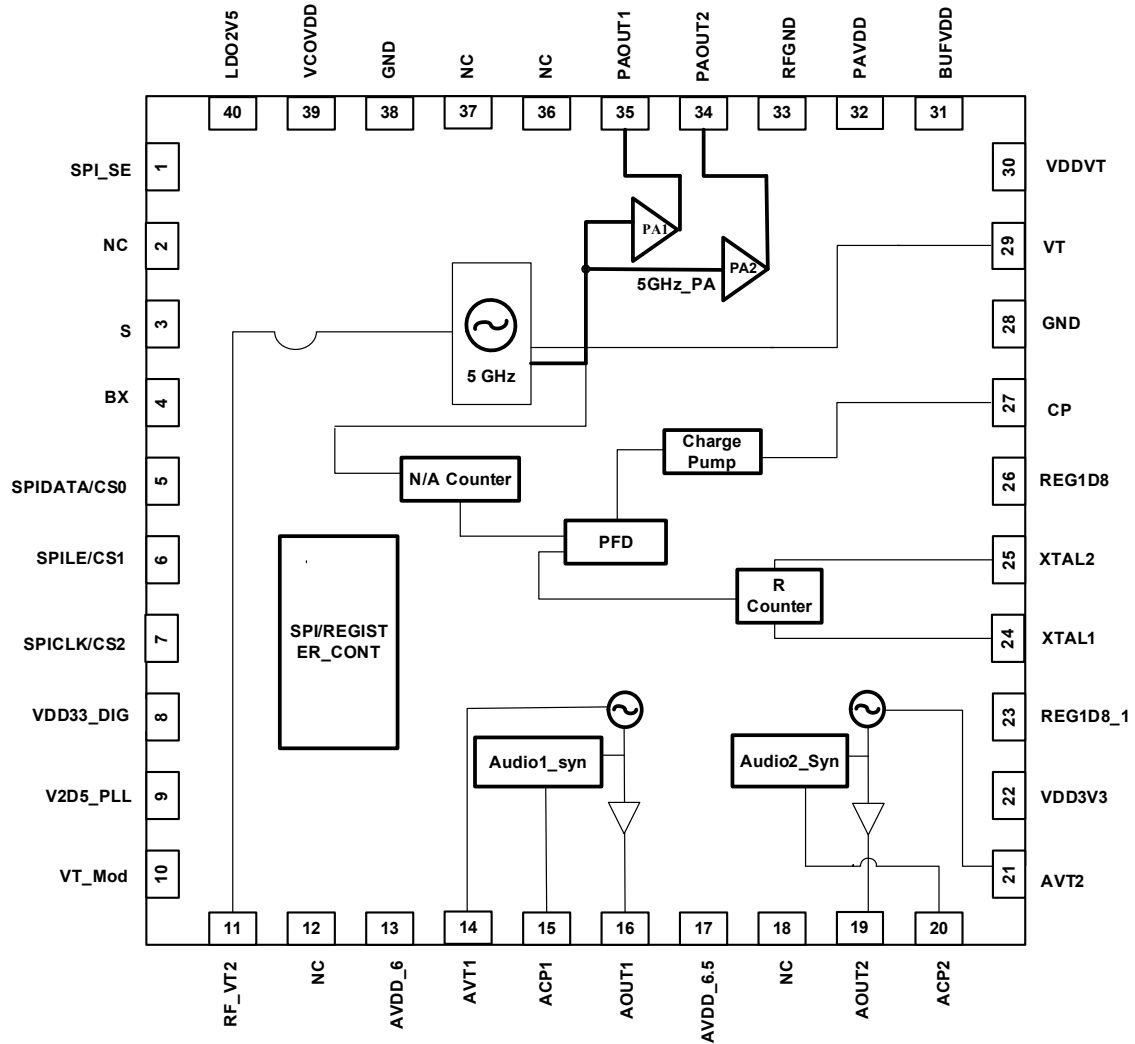 LDO2V5
VCOVDD
GND
NC
NC
PAOUT1
PAOUT2
RFGND
PAVDD
BUFVDD
40
39
38
37
36
35
34
33
32
31
SPI_SE
1
NC
2
S
3
BX
4
SPIDATA/CS0
5
SPILE/CS1
6
SPICLK/CS2
7
VDD33_DIG
8
V2D5_PLL
9
VT_Mod
10
PA1
PA2
5GHz_PA
5 GHz
Charge
Pump
N/A Counter
PFD
R
Counter
SPI/REGIST
ER_CONT
Audio1_syn
Audio2_Syn
30
VDDVT
29
VT
28
GND
27
CP
26
REG1D8
25
XTAL2
24
XTAL1
23
REG1D8_1
22
VDD3V3
21
AVT2
11
12
13
14
15
16
17
18
19
20
RF_VT2
NC
AVDD_6
AVT1
ACP1
AOUT1
AVDD_6.5
NC
AOUT2
ACP2